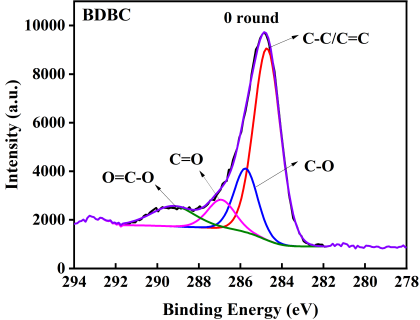 BDBC
0 round
C-C/C=C
C=O
O=C-O
C-O
Intensity (a.u.)
10000
8000
6000
4000
2000
0
294 292 290 288 286 284 282 280 278
Binding Energy (eV)